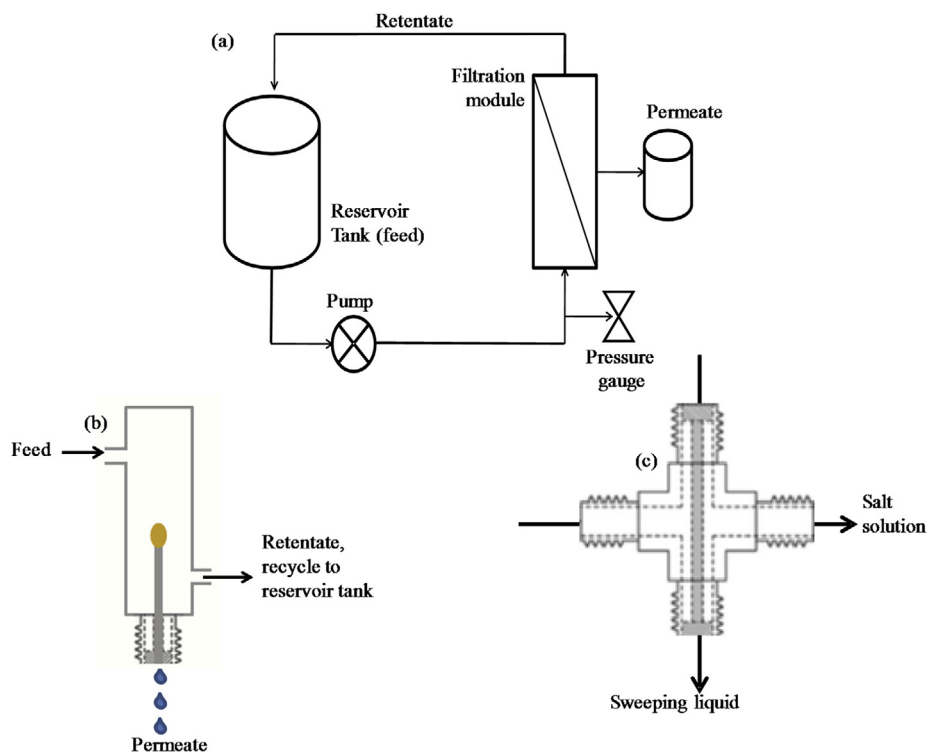 (a)
Retentate
Filtration
module
Permeate
Reservoir
Tank (feed)
Pump
Pressure
gauge
(b)
Feed
Retentate,
recycle to
reservoir tank
Permeate
(c)
Salt
solution
Sweeping liquid